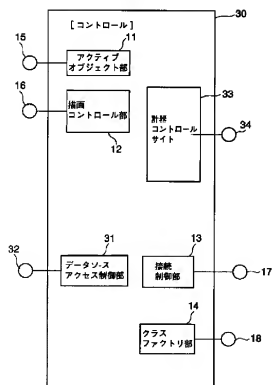 [コントロール]
30
15
11
アクティブ
オブジェクト部
16
描画
コントロール部
12
33
計装
コントロール
サイト
34
31
32
データソース
アクセス制御部
13
接続
制御部
17
14
クラス
ファクトリ部
18